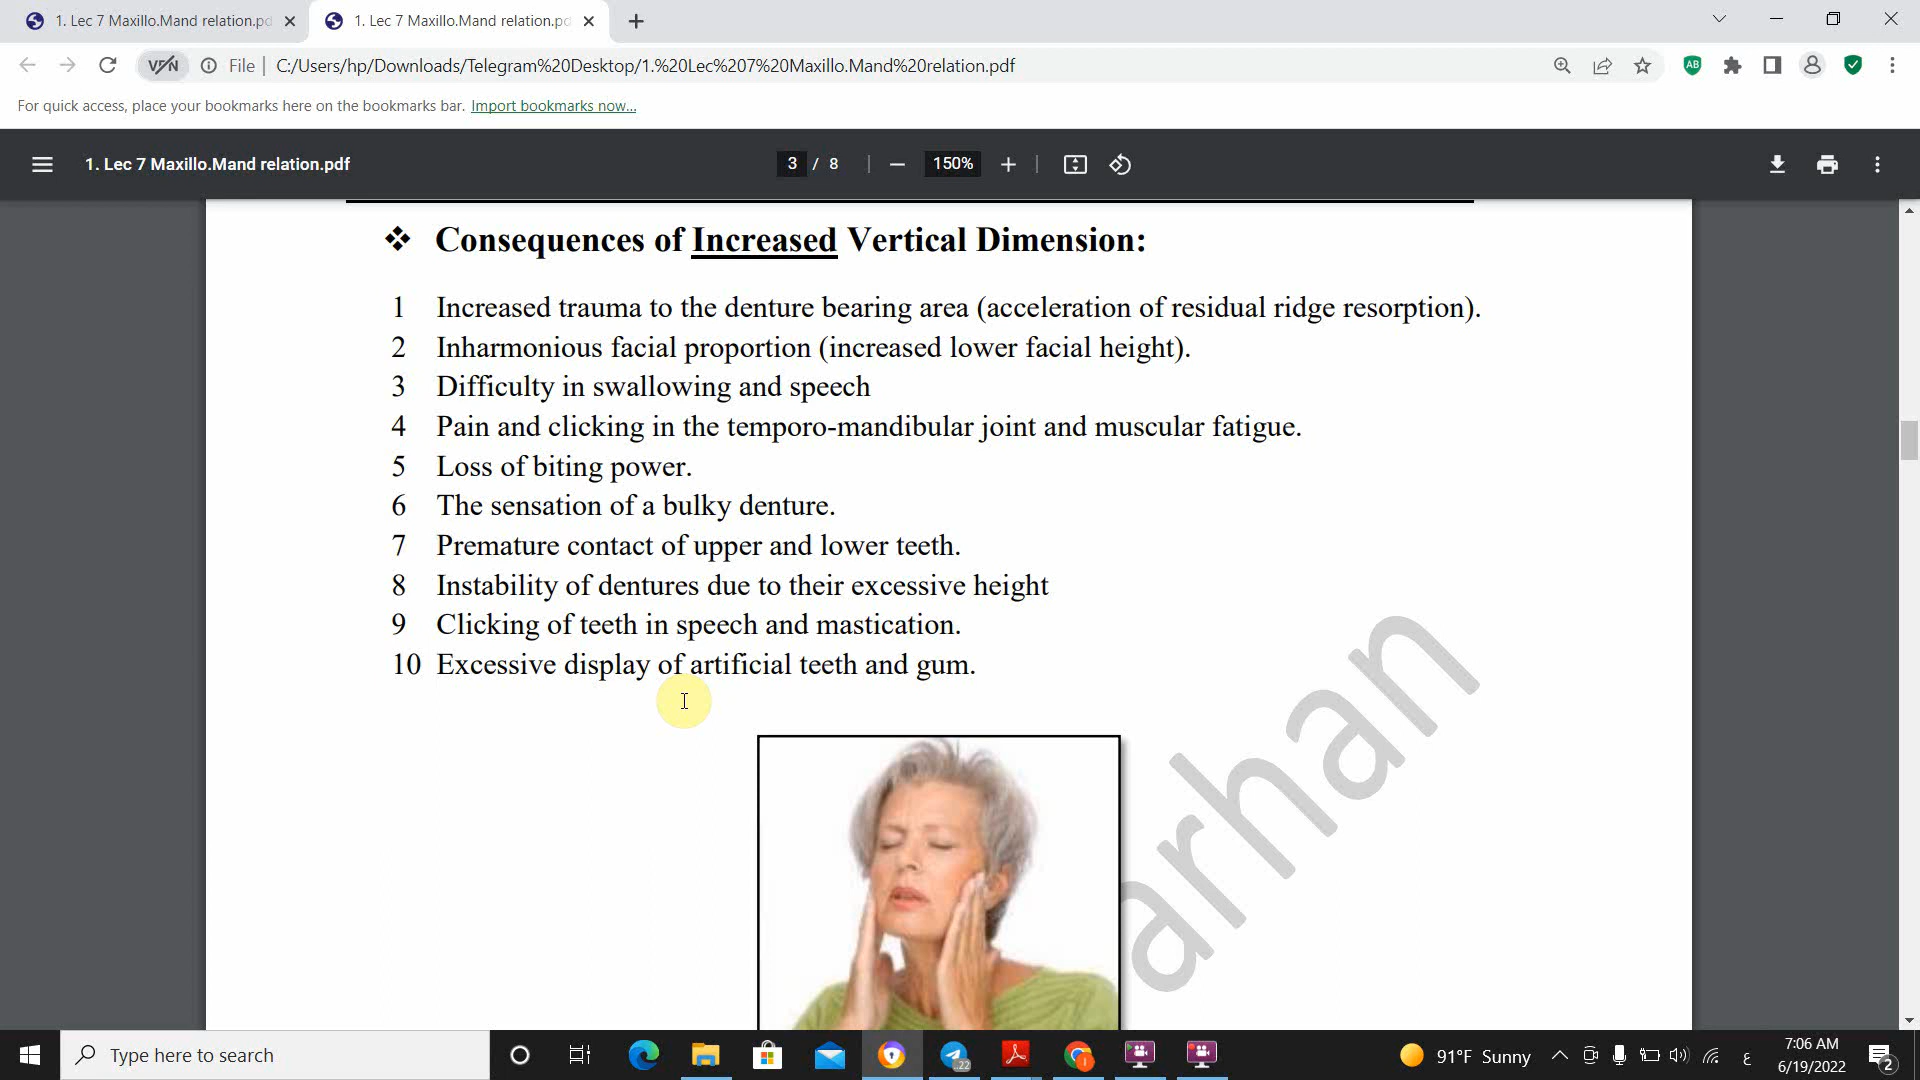 1. Lec 7 Maxillo.Mand relation.pd
1. Lec 7 Maxillo.Mand relation.pd
VPN
File
C:/Users/hp/Downloads/Telegram%20Desktop/1.%20Lec%207%20Maxillo.Mand%20relation.pdf
AB
For quick access, place your bookmarks here on the bookmarks bar. Import bookmarks now...
1. Lec 7 Maxillo.Mand relation.pdf
3 / 8
150%
❖ Consequences of Increased Vertical Dimension:
1 Increased trauma to the denture bearing area (acceleration of residual ridge resorption).
2 Inharmonious facial proportion (increased lower facial height).
3 Difficulty in swallowing and speech
4 Pain and clicking in the temporo-mandibular joint and muscular fatigue.
5 Loss of biting power.
6 The sensation of a bulky denture.
7 Premature contact of upper and lower teeth.
8 Instability of dentures due to their excessive height
9 Clicking of teeth in speech and mastication.
10 Excessive display of artificial teeth and gum.
arhan
Type here to search
22
91°F Sunny
ع
7:06 AM
6/19/2022
2